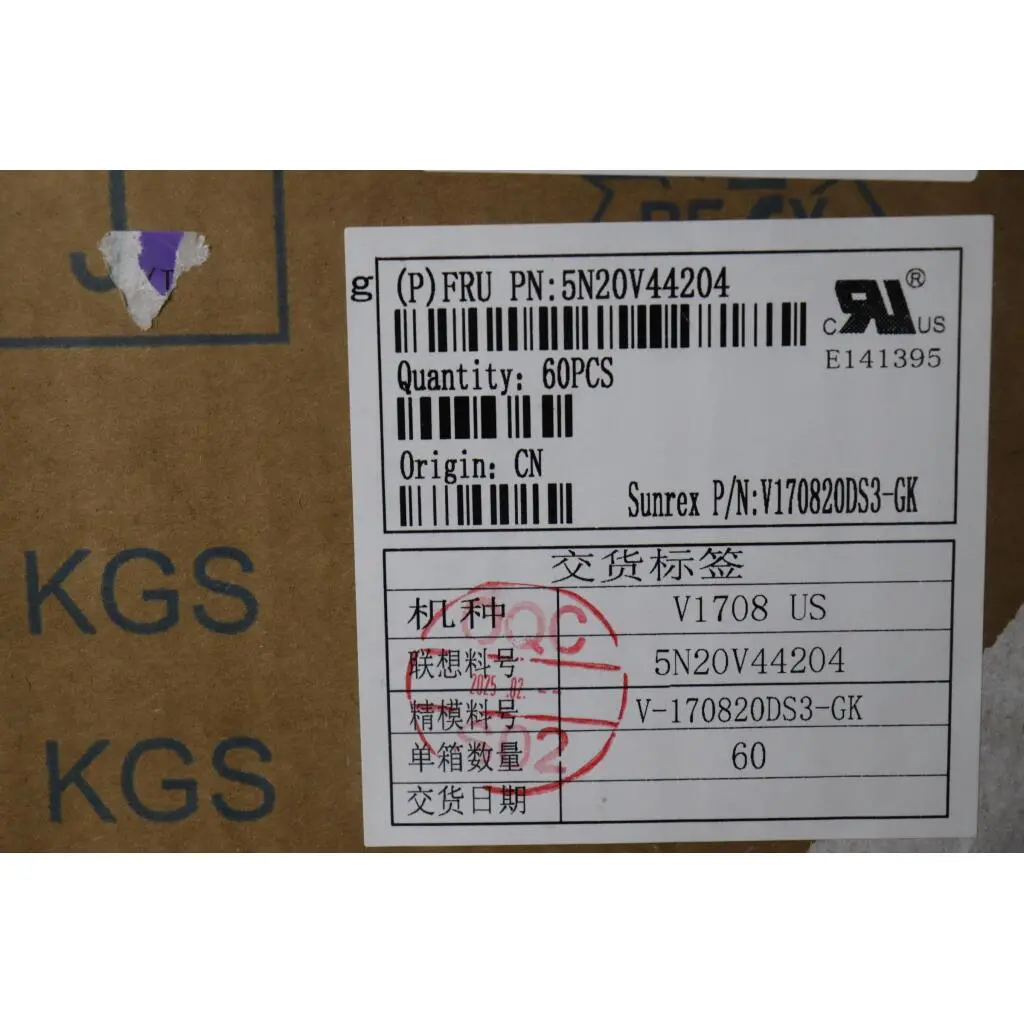 (P)FRU PN:5N20V44204
g
®
C US
E141395
Quantity: 60PCS
Origin: CN
Sunrex P/N:V170820DS3-GK
交货标签
机种 V1708 US
联想料号 5N20V44204
精模料号 V-170820DS3-GK
单箱数量 60
交货日期
2025.02.--
KGS
KGS